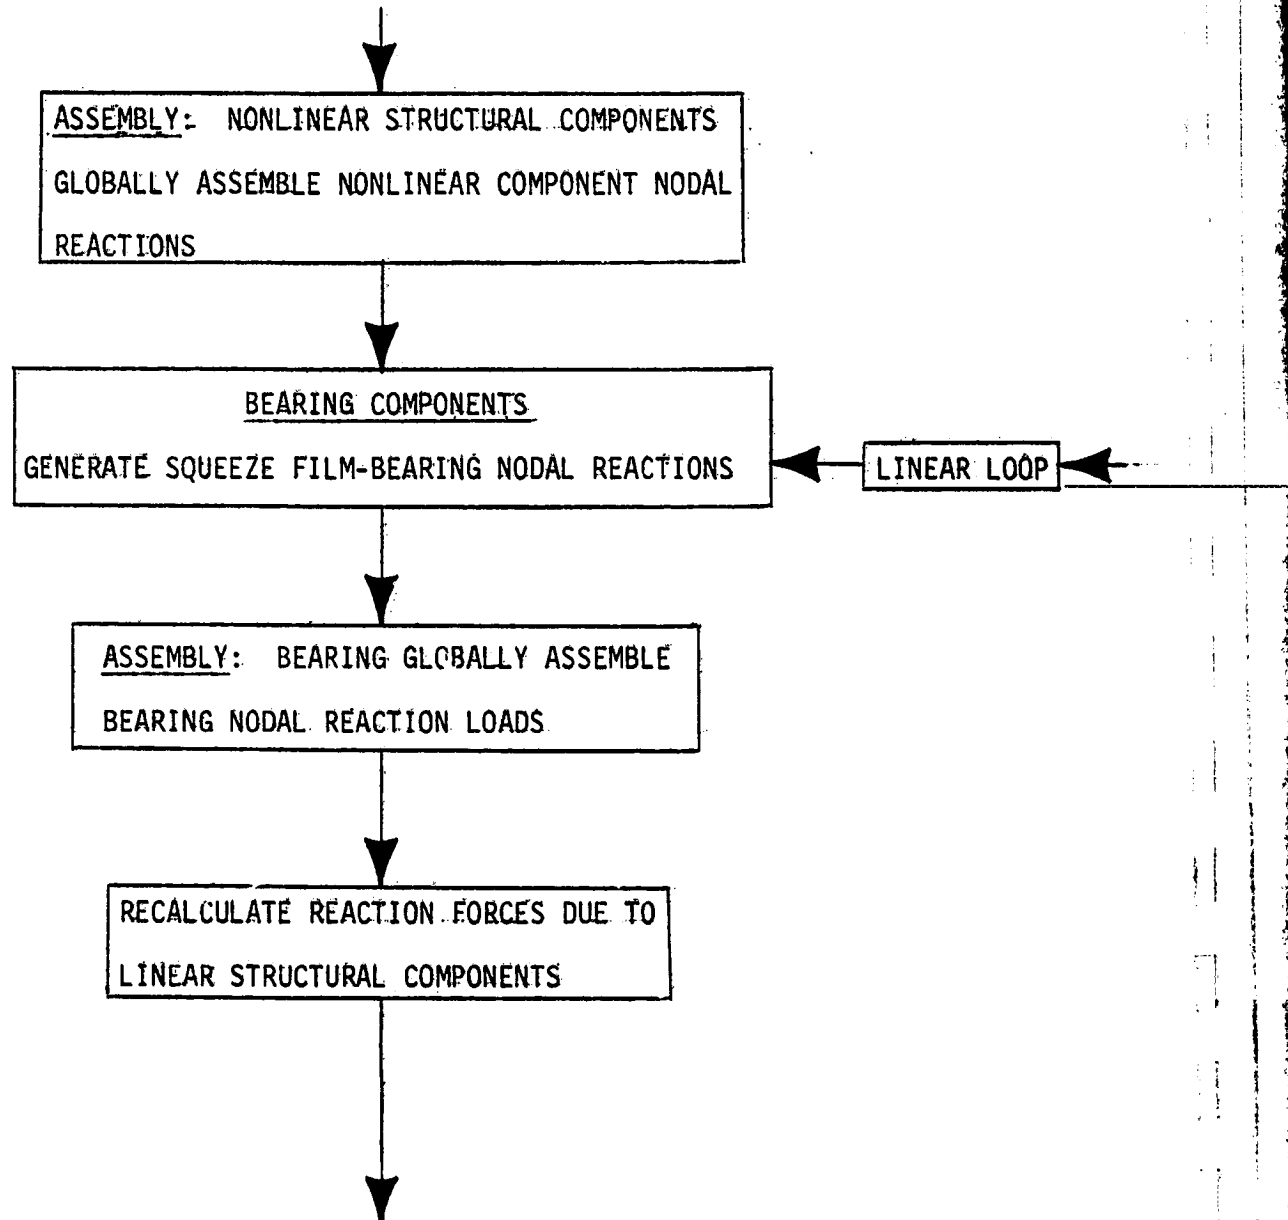 ASSEMBLY: NONLINEAR STRUCTURAL COMPONENTS
GLOBALLY ASSEMBLE NONLINEAR COMPONENT NODAL
REACTIONS
BEARING COMPONENTS
GENERATE SQUEEZE FILM-BEARING NODAL REACTIONS
LINEAR LOOP
ASSEMBLY: BEARING GLOBALLY ASSEMBLE
BEARING NODAL REACTION LOADS
RECALCULATE REACTION FORCES DUE TO
LINEAR STRUCTURAL COMPONENTS